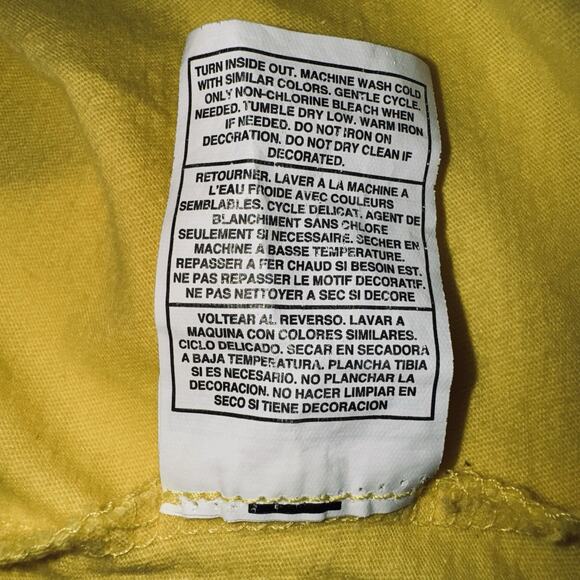 TURN INSIDE OUT. MACHINE WASH COLD
WITH SIMILAR COLORS. GENTLE CYCLE.
ONLY NON-CHLORINE BLEACH WHEN
NEEDED. TUMBLE DRY LOW. WARM IRON
IF NEEDED. DO NOT IRON ON
DECORATION. DO NOT DRY CLEAN IF
DECORATED.
RETOURNER. LAVER A LA MACHINE A
L'EAU FROIDE AVEC COULEURS
SEMBLABLES. CYCLE DELICAT. AGENT DE
BLANCHIMENT SANS CHLORE
SEULEMENT SI NECESSAIRE. SECHER EN
MACHINE A BASSE TEMPERATURE.
REPASSER A FER CHAUD SI BESOIN EST.
NE PAS REPASSER LE MOTIF DECORATIF.
NE PAS NETTOYER A SEC SI DECORE
VOLTEAR AL REVERSO. LAVAR A
MAQUINA CON COLORES SIMILARES.
CICLO DELICADO. SECAR EN SECADORA
A BAJA TEMPERATURA. PLANCHA TIBIA
SI ES NECESARIO. NO PLANCHAR LA
DECORACION. NO HACER LIMPIAR EN
SECO SI TIENE DECORACION